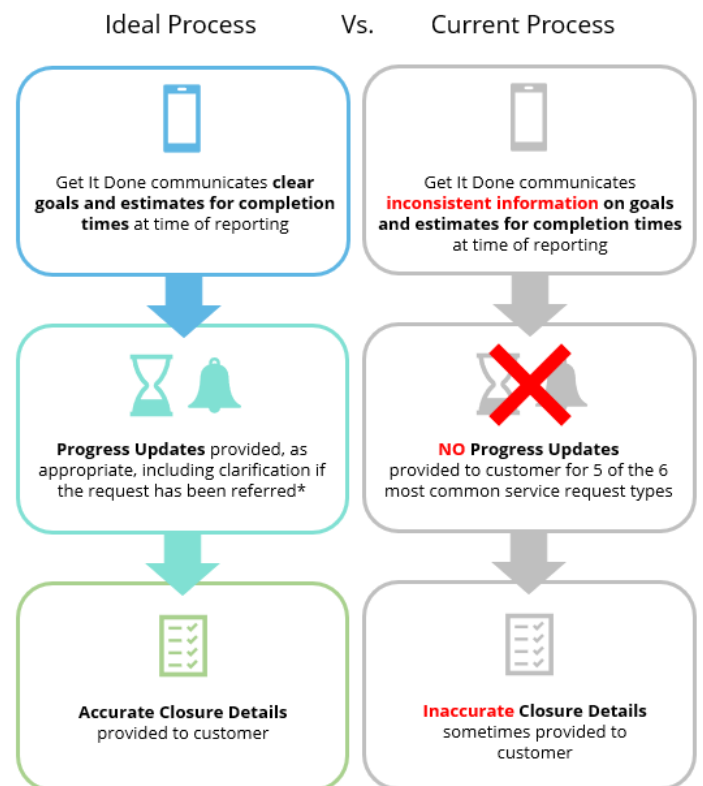 Ideal Process Vs. Current Process
Get It Done communicates clear
goals and estimates for completion
times at time of reporting
Get It Done communicates
inconsistent information on goals
and estimates for completion times
at time of reporting
Progress Updates provided, as
appropriate, including clarification if
the request has been referred*
NO Progress Updates
provided to customer for 5 of the 6
most common service request types
Accurate Closure Details
provided to customer
Inaccurate Closure Details
sometimes provided to
customer